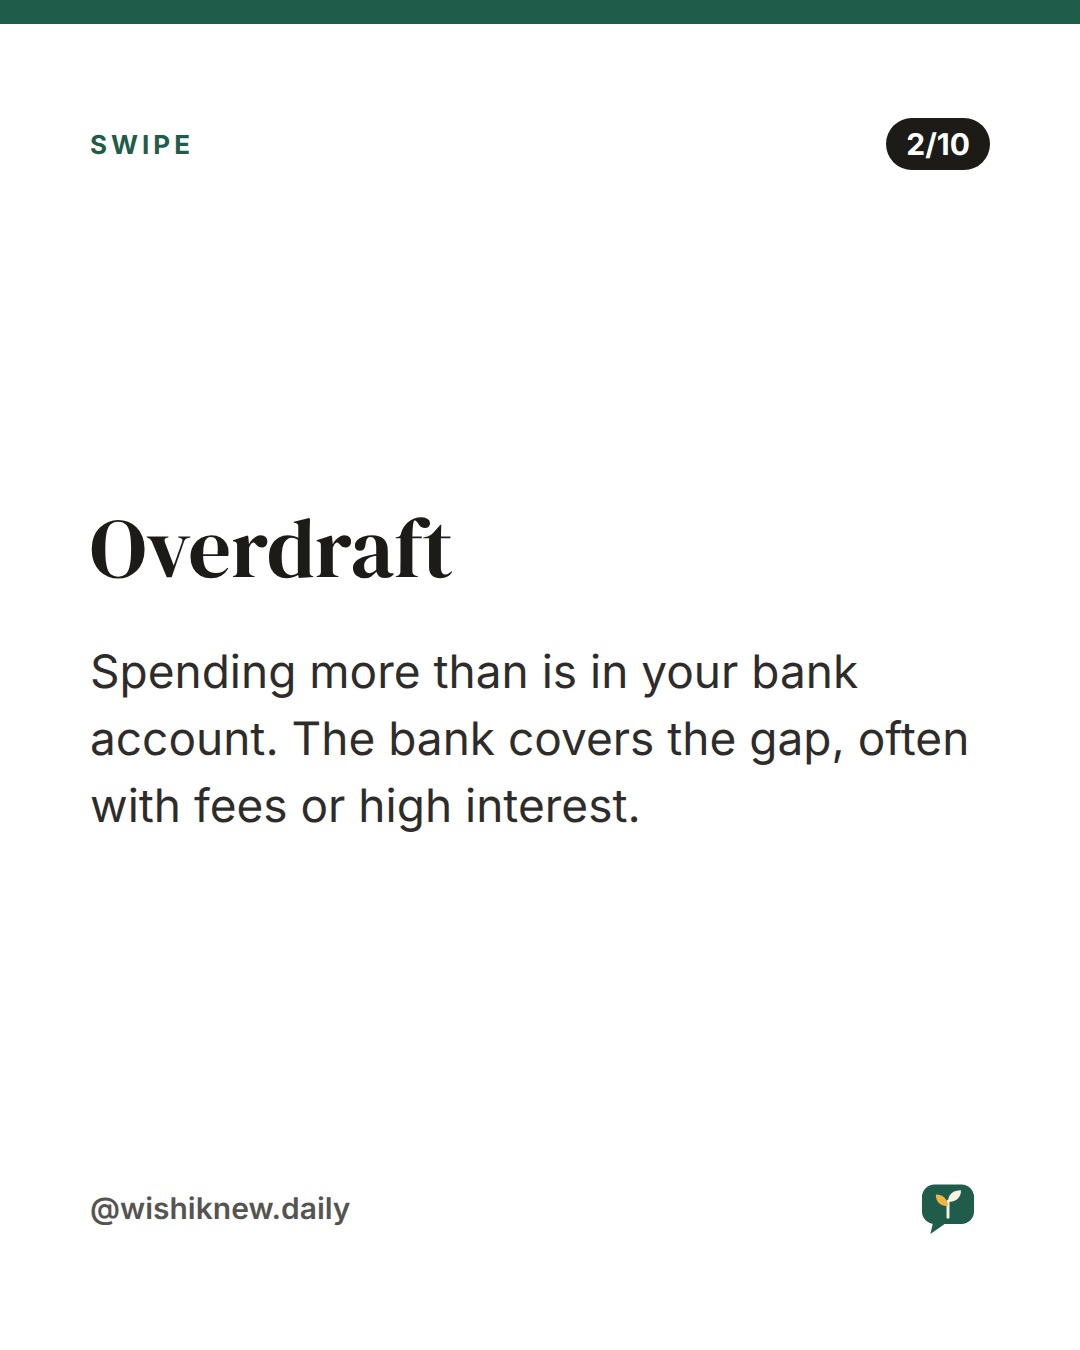 SWIPE
2/10
Overdraft
Spending more than is in your bank
account. The bank covers the gap, often
with fees or high interest.
@wishiknew.daily